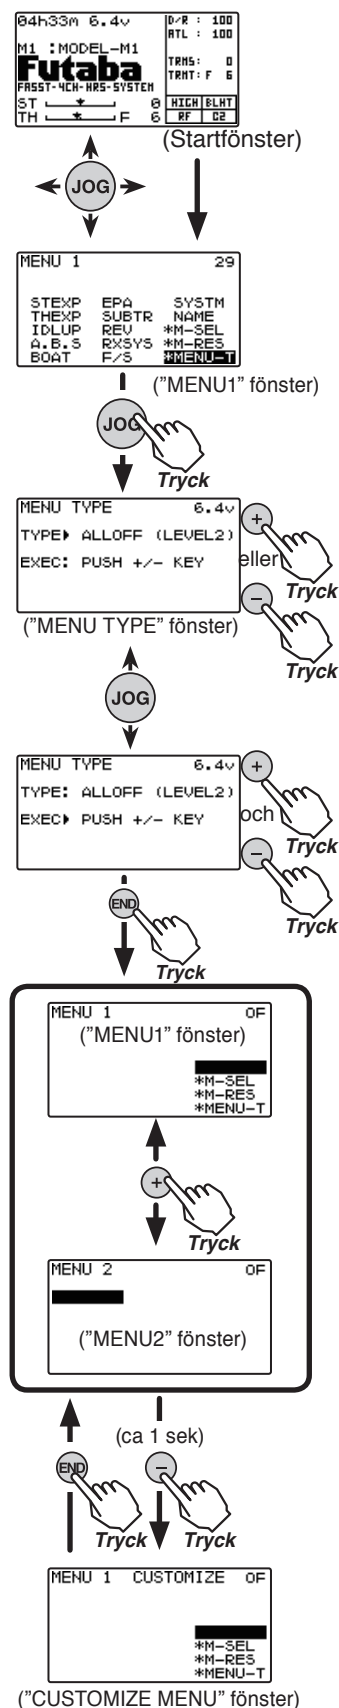 04h33m 6.4v
D/R : 100
ATL : 100
M1 :MODEL-M1
Futaba
FASST-4CH-HRS-SYSTEM
TRMS: 0
TRMT: F 6
ST 0
TH F 6
HIGH BLHT
RF C2
(Startfönster)
JOG
MENU 1 29
STEXP EPA SYSTM
THEXP SUBTR NAME
IDLUP REV *M-SEL
A.B.S RXSYS *M-RES
BOAT F/S *MENU-T
("MENU1" fönster)
JOG
Tryck
MENU TYPE 6.4v
TYPE▶ ALLOFF (LEVEL2)
EXEC: PUSH +/- KEY
+
eller
Tryck
-
Tryck
("MENU TYPE" fönster)
JOG
MENU TYPE 6.4v
TYPE: ALLOFF (LEVEL2)
EXEC▶ PUSH +/- KEY
+
och
Tryck
-
Tryck
END
Tryck
MENU 1 OF
("MENU1" fönster)
*M-SEL
*M-RES
*MENU-T
+
Tryck
MENU 2 OF
("MENU2" fönster)
(ca 1 sek)
END
-
Tryck
Tryck
MENU 1 CUSTOMIZE OF
*M-SEL
*M-RES
*MENU-T
("CUSTOMIZE MENU" fönster)